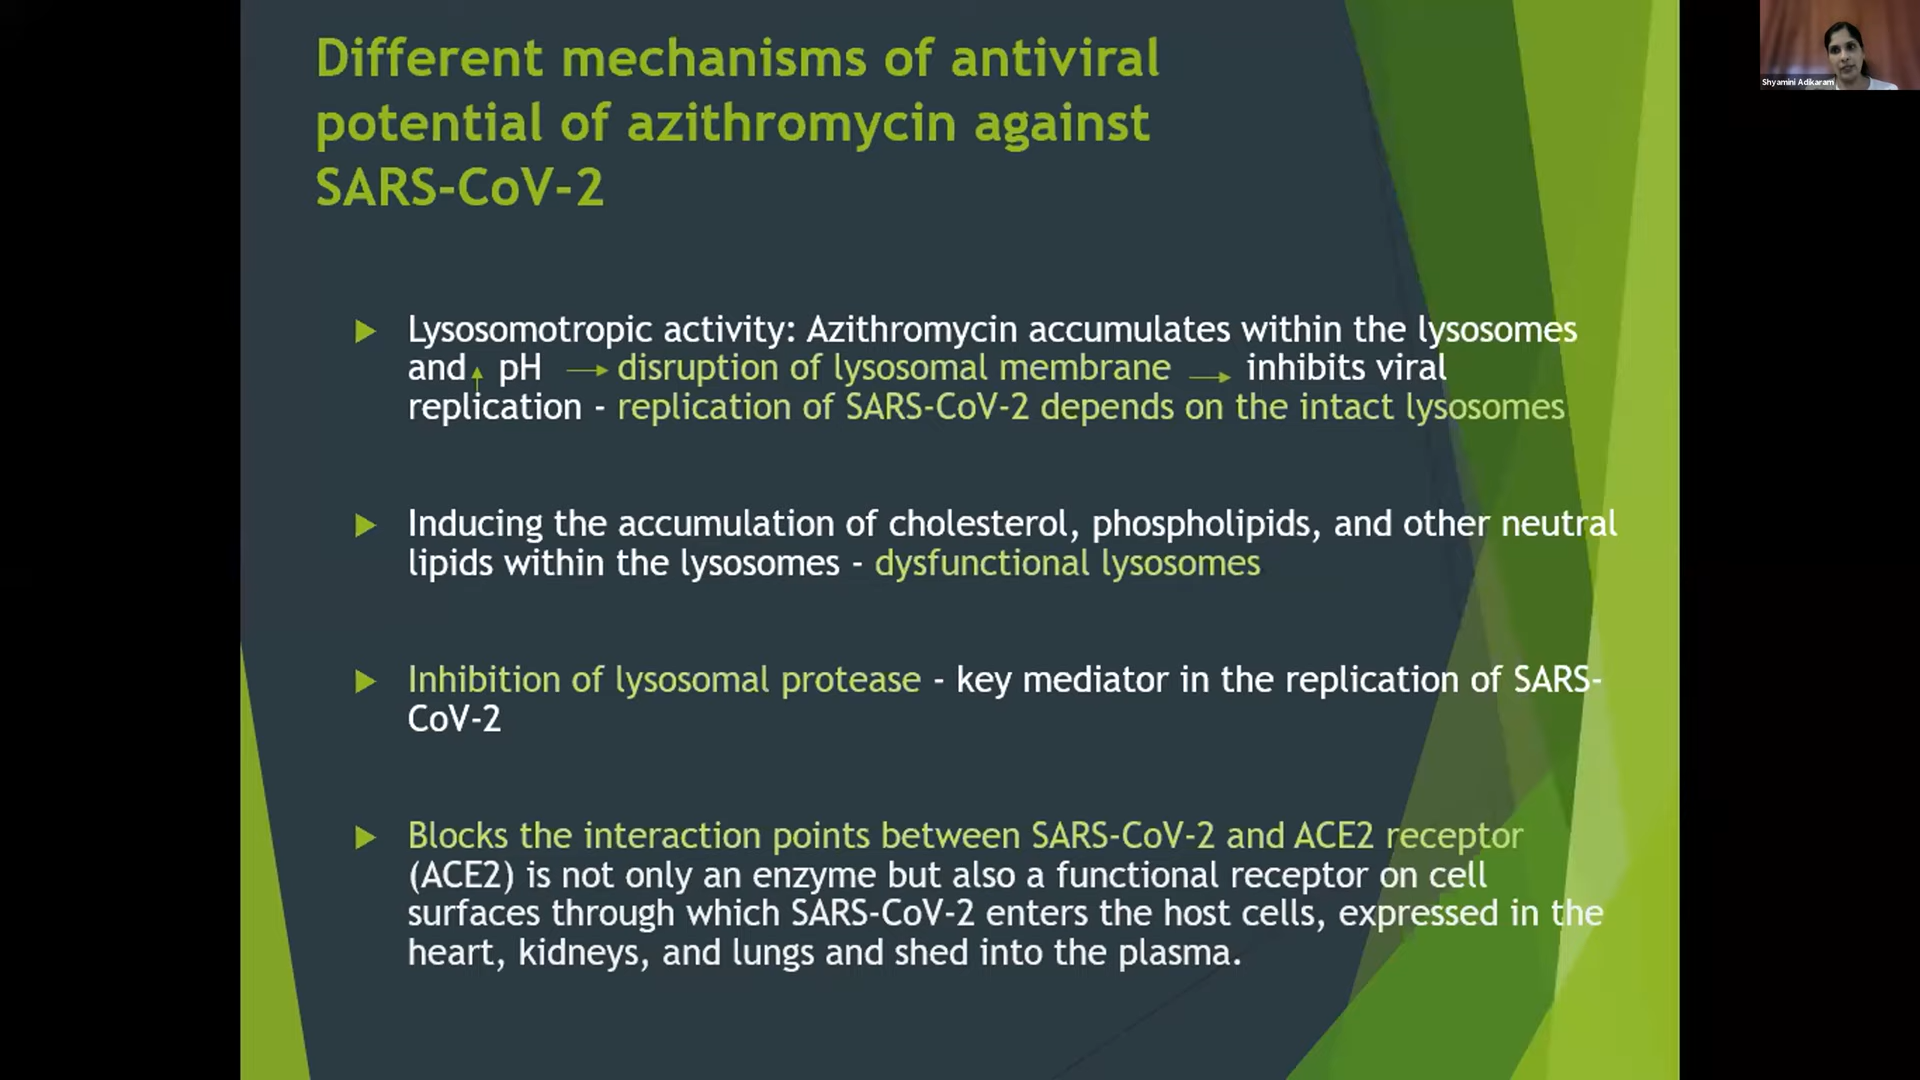 Different mechanisms of antiviral
potential of azithromycin against
SARS-CoV-2
Lysosomotropic activity: Azithromycin accumulates within the lysosomes
and ↑ pH → disruption of lysosomal membrane → inhibits viral
replication - replication of SARS-CoV-2 depends on the intact lysosomes
Inducing the accumulation of cholesterol, phospholipids, and other neutral
lipids within the lysosomes - dysfunctional lysosomes
Inhibition of lysosomal protease - key mediator in the replication of SARS-
CoV-2
Blocks the interaction points between SARS-CoV-2 and ACE2 receptor
(ACE2) is not only an enzyme but also a functional receptor on cell
surfaces through which SARS-CoV-2 enters the host cells, expressed in the
heart, kidneys, and lungs and shed into the plasma.
Shyamini Adikaram